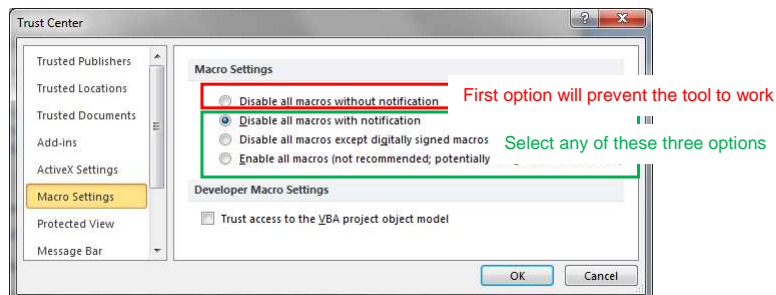 Trust Center
Trusted Publishers
Trusted Locations
Trusted Documents
Add-ins
ActiveX Settings
Macro Settings
Protected View
Message Bar
Macro Settings
Disable all macros without notification
First option will prevent the tool to work
Disable all macros with notification
Disable all macros except digitally signed macros
Select any of these three options
Enable all macros (not recommended; potentially
Developer Macro Settings
Trust access to the VBA project object model
OK
Cancel